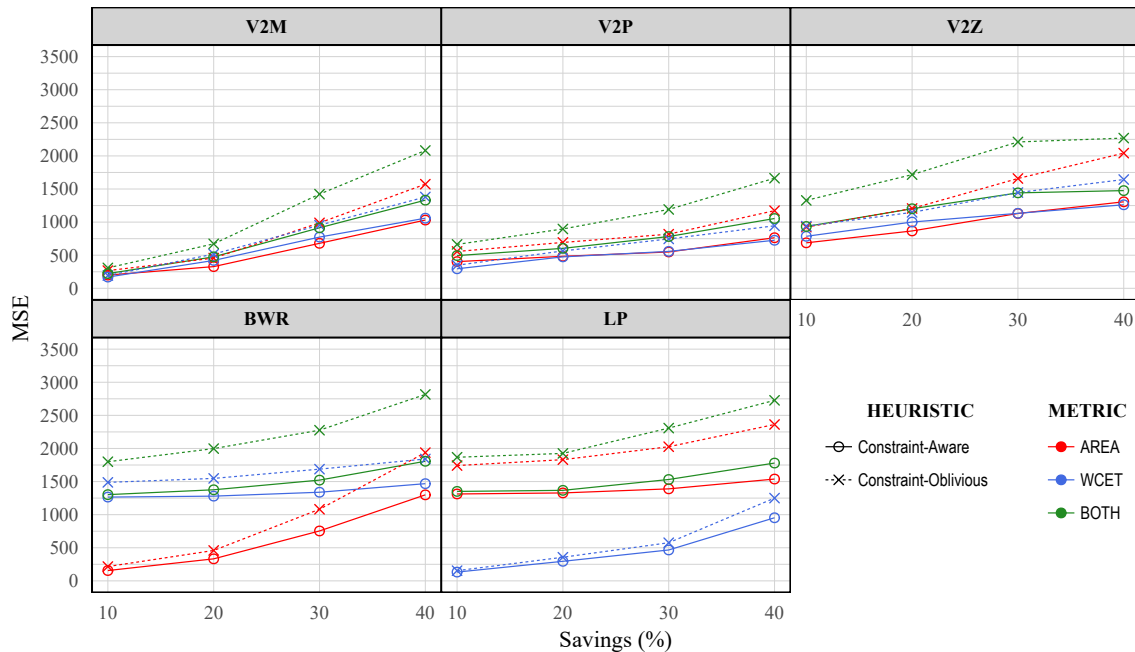 V2M V2P V2Z
3500
3000
2500
2000
1500
1000
500
0
MSE
BWR LP
10 20 30 40
3500
3000
2500
2000
1500
1000
500
0
HEURISTIC METRIC
Constraint-Aware AREA
Constraint-Oblivious WCET
BOTH
10 20 30 40 10 20 30 40
Savings (%)